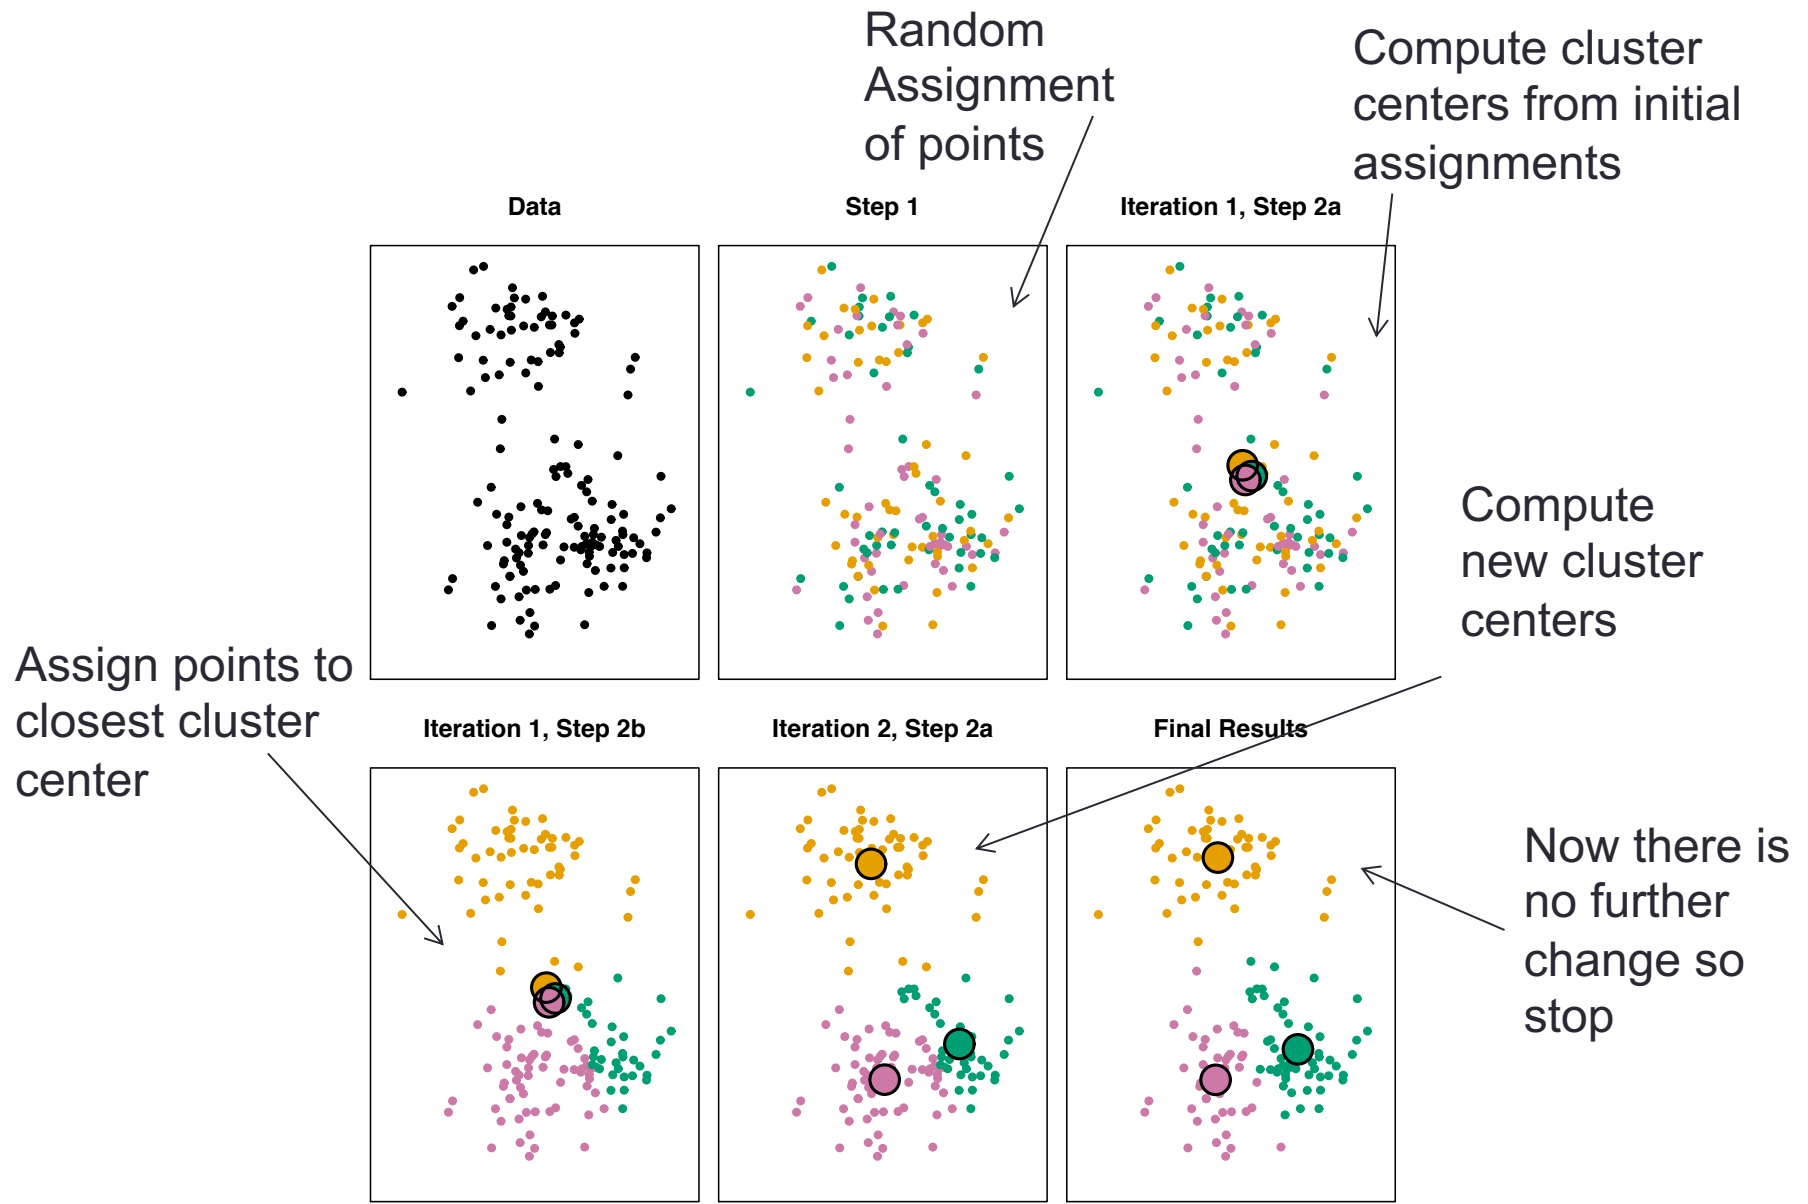 Random
Assignment
of points
Compute cluster
centers from initial
assignments
Data
Step 1
Iteration 1, Step 2a
Compute
new cluster
centers
Assign points to
closest cluster
center
Iteration 1, Step 2b
Iteration 2, Step 2a
Final Results
Now there is
no further
change so
stop